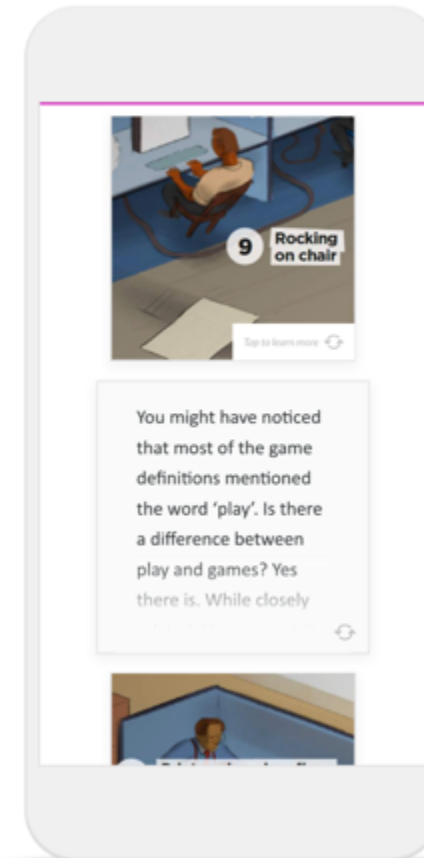 9
Rocking
on chair
Tap to learn more
You might have noticed
that most of the game
definitions mentioned
the word ‘play’. Is there
a difference between
play and games? Yes
there is. While closely